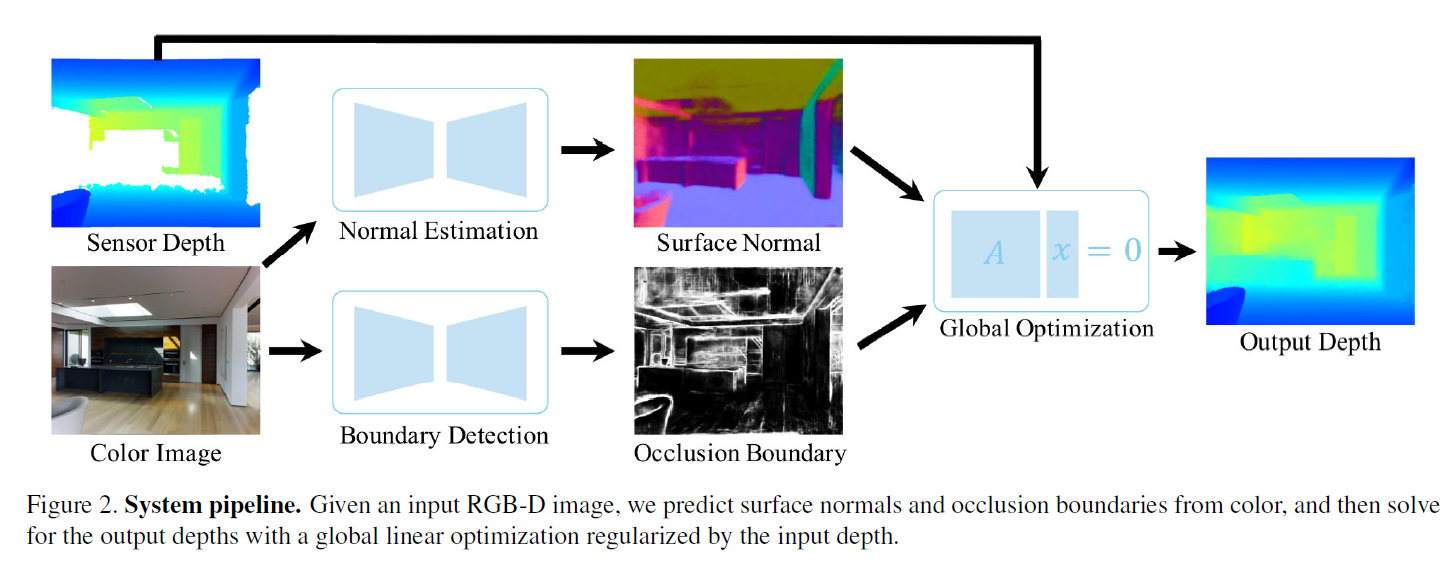 Sensor Depth
Normal Estimation
Surface Normal
A x = 0
Global Optimization
Output Depth
Color Image
Boundary Detection
Occlusion Boundary
Figure 2. System pipeline. Given an input RGB-D image, we predict surface normals and occlusion boundaries from color, and then solve
for the output depths with a global linear optimization regularized by the input depth.